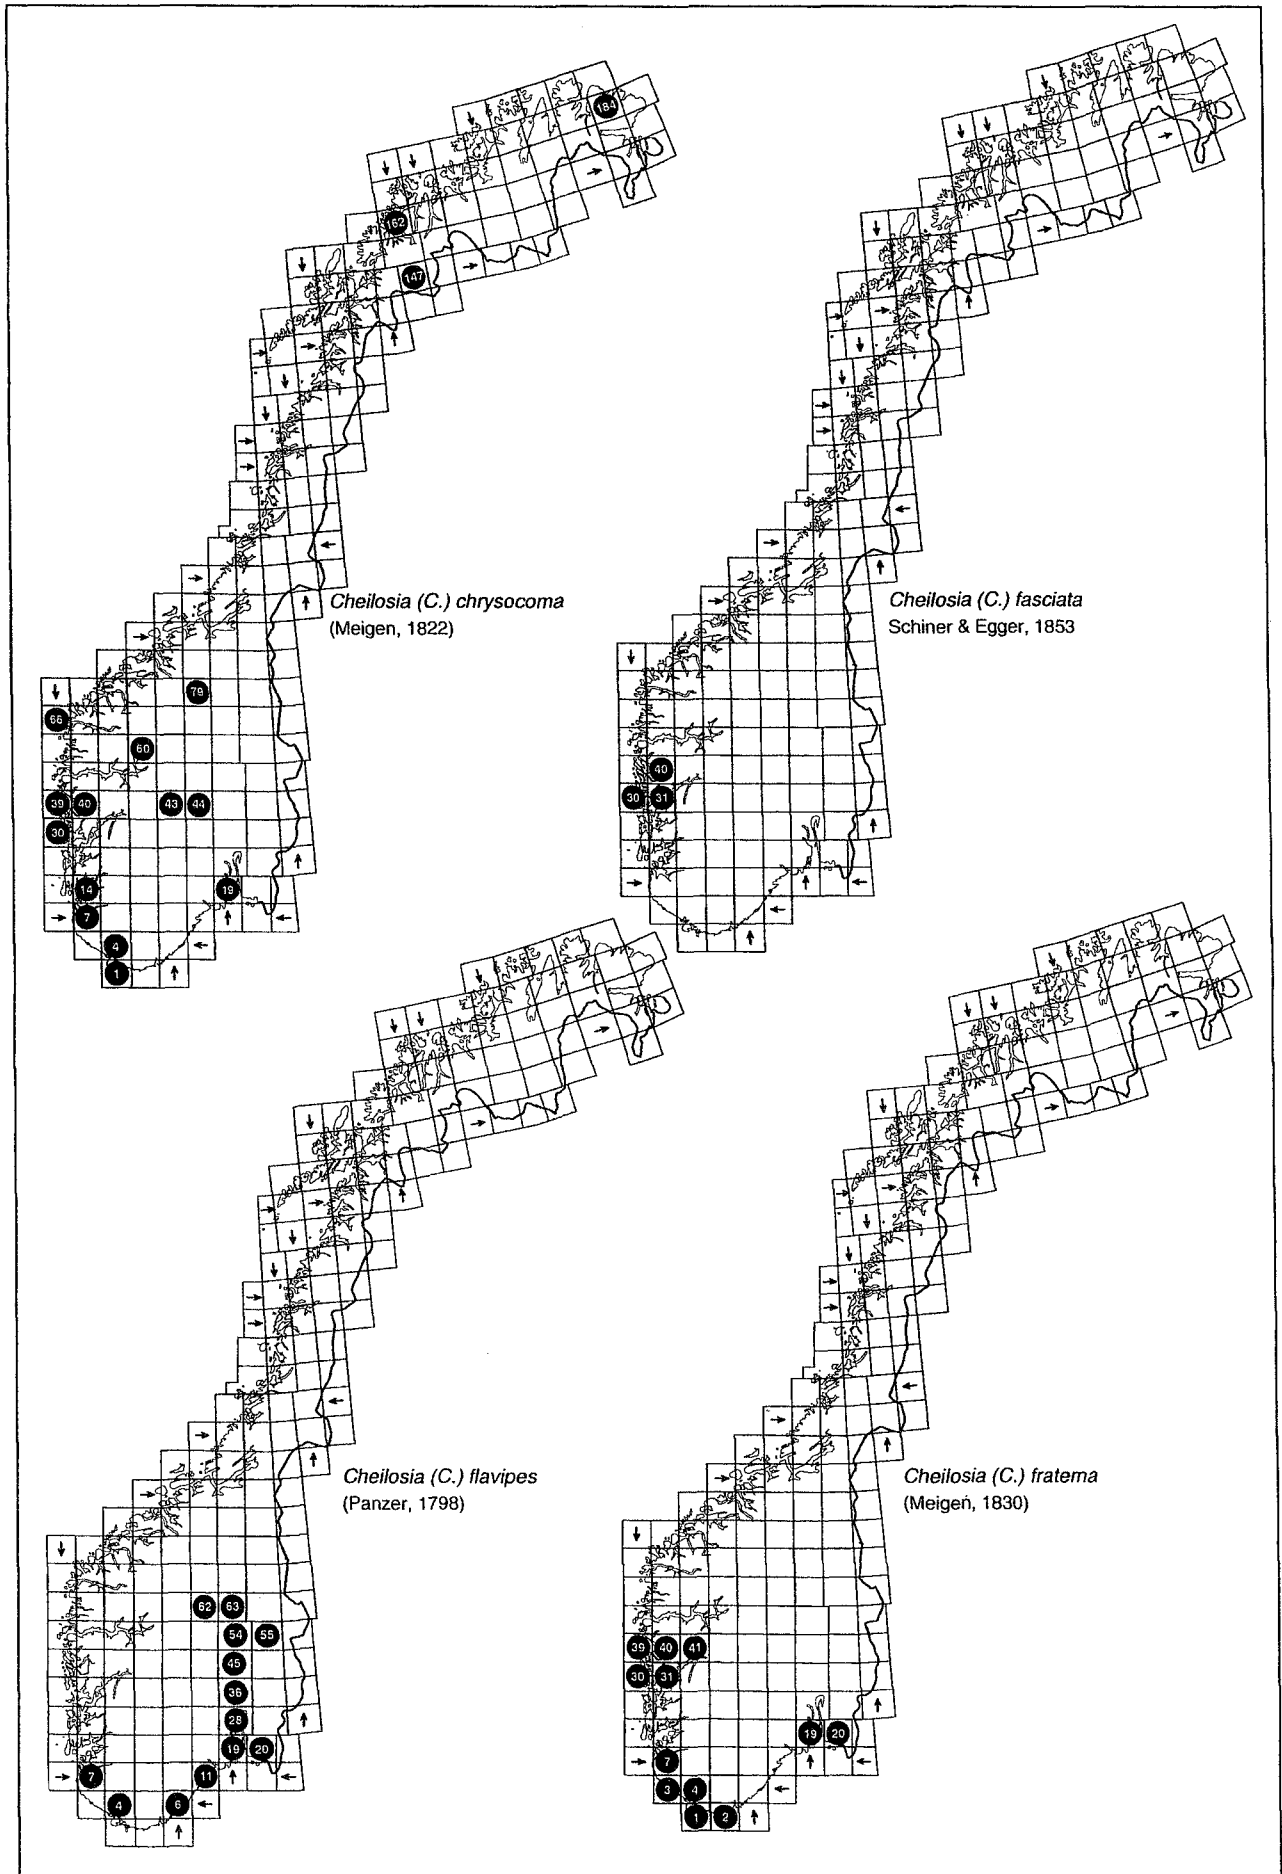 184
162
147
Cheilosia (C.) chrysocoma
(Meigen, 1822)
79
66
60
39 40 43 44
30
14 19
7
4
1
Cheilosia (C.) fasciata
Schiner & Egger, 1853
40
30 31
Cheilosia (C.) flavipes
(Panzer, 1798)
62 63
54 55
45
36
28
19 20
7 11
4 6
Cheilosia (C.) fraterna
(Meigen, 1830)
39 40 41
30 31
19 20
7
3 4
1 2